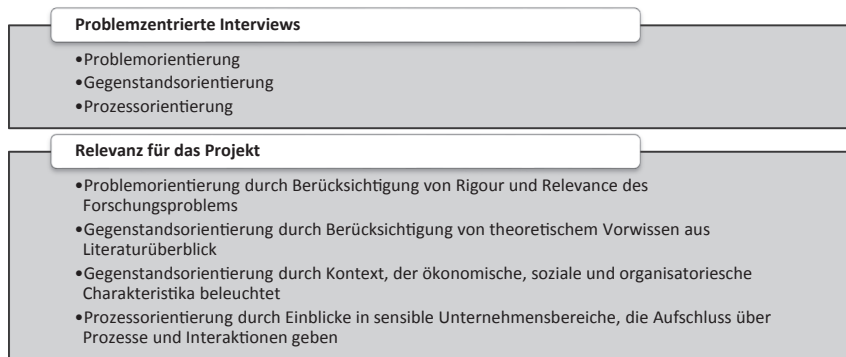 Problemzentrierte Interviews
•Problemorientierung
•Gegenstandsorientierung
•Prozessorientierung
Relevanz für das Projekt
•Problemorientierung durch Berücksichtigung von Rigour und Relevance des
Forschungsproblems
•Gegenstandsorientierung durch Berücksichtigung von theoretischem Vorwissen aus
Literaturüberblick
•Gegenstandsorientierung durch Kontext, der ökonomische, soziale und organisatoriesche
Charakteristika beleuchtet
•Prozessorientierung durch Einblicke in sensible Unternehmensbereiche, die Aufschluss über
Prozesse und Interaktionen geben